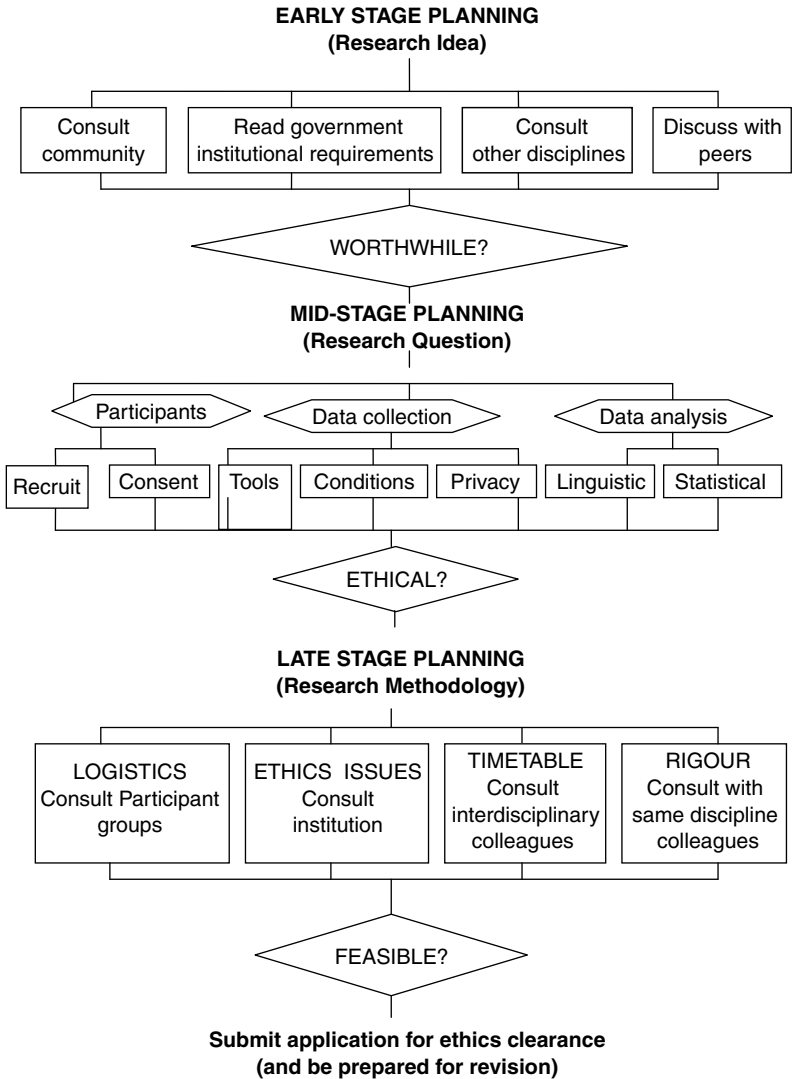 EARLY STAGE PLANNING
(Research Idea)
Consult
community
Read government
institutional requirements
Consult
other disciplines
Discuss with
peers
WORTHWHILE?
MID-STAGE PLANNING
(Research Question)
Participants
Data collection
Data analysis
Recruit
Consent
Tools
Conditions
Privacy
Linguistic
Statistical
ETHICAL?
LATE STAGE PLANNING
(Research Methodology)
LOGISTICS
Consult Participant
groups
ETHICS ISSUES
Consult
institution
TIMETABLE
Consult
interdisciplinary
colleagues
RIGOUR
Consult with
same discipline
colleagues
FEASIBLE?
Submit application for ethics clearance
(and be prepared for revision)